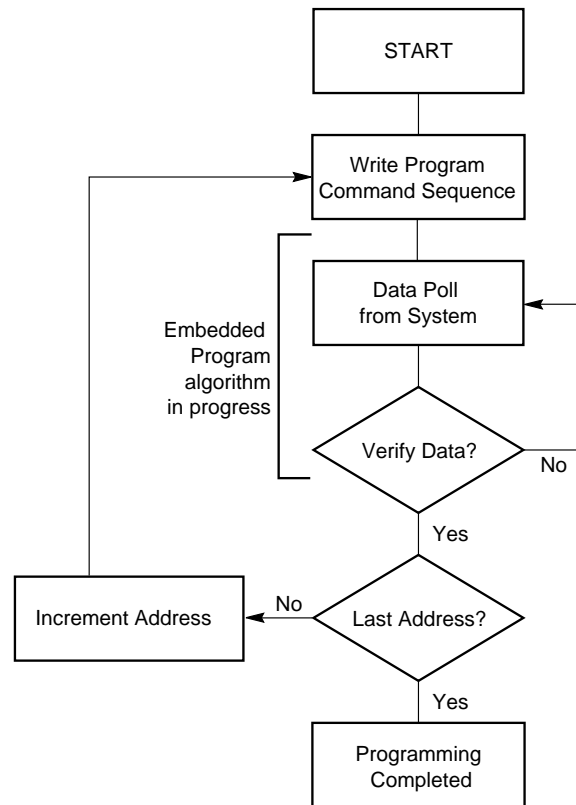 START
Write Program
Command Sequence
Data Poll
from System
Embedded
Program
algorithm
in progress
Verify Data?
No
Yes
Last Address?
No
Increment Address
Yes
Programming
Completed